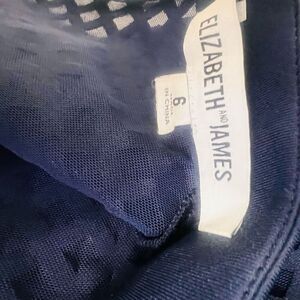 ELIZABETH AND JAMES
6
IN CHINA